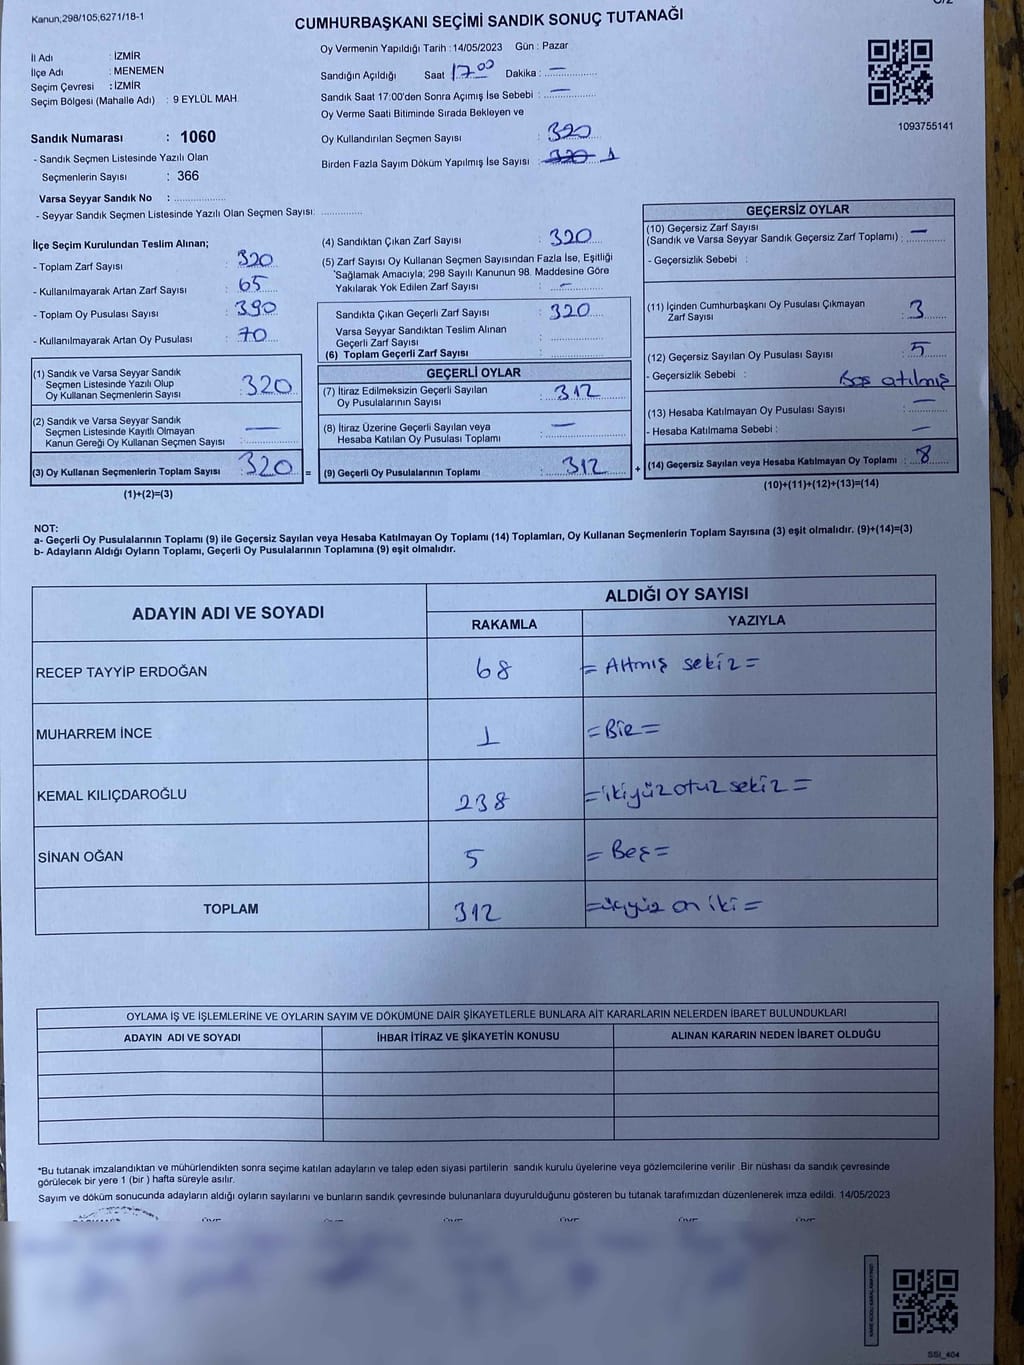 Kanun;298/105;6271/18-1
CUMHURBAŞKANI SEÇİMİ SANDIK SONUÇ TUTANAĞI
İl Adı : İZMİR
İlçe Adı : MENEMEN
Seçim Çevresi : İZMİR
Seçim Bölgesi (Mahalle Adı) : 9 EYLÜL MAH.
Sandık Numarası : 1060
- Sandık Seçmen Listesinde Yazılı Olan
Seçmenlerin Sayısı : 366
Varsa Seyyar Sandık No :
- Seyyar Sandık Seçmen Listesinde Yazılı Olan Seçmen Sayısı:
Oy Vermenin Yapıldığı Tarih : 14/05/2023 Gün : Pazar
Sandığın Açıldığı Saat 17.00 Dakika : —
Sandık Saat 17:00'den Sonra Açımış İse Sebebi : —
Oy Verme Saati Bitiminde Sırada Bekleyen ve
Oy Kullandırılan Seçmen Sayısı : 320
Birden Fazla Sayım Döküm Yapılmış İse Sayısı : 320 1
1093755141
İlçe Seçim Kurulundan Teslim Alınan;
- Toplam Zarf Sayısı : 320
- Kullanılmayarak Artan Zarf Sayısı : 65
- Toplam Oy Pusulası Sayısı : 390
- Kullanılmayarak Artan Oy Pusulası : 70
(1) Sandık ve Varsa Seyyar Sandık
Seçmen Listesinde Yazılı Olup
Oy Kullanan Seçmenlerin Sayısı : 320
(2) Sandık ve Varsa Seyyar Sandık
Seçmen Listesinde Kayıtlı Olmayan
Kanun Gereği Oy Kullanan Seçmen Sayısı : —
(3) Oy Kullanan Seçmenlerin Toplam Sayısı : 320 =
(1)+(2)=(3)
(4) Sandıktan Çıkan Zarf Sayısı : 320
(5) Zarf Sayısı Oy Kullanan Seçmen Sayısından Fazla İse, Eşitliği
Sağlamak Amacıyla; 298 Sayılı Kanunun 98. Maddesine Göre
Yakılarak Yok Edilen Zarf Sayısı : —
Sandıkta Çıkan Geçerli Zarf Sayısı : 320
Varsa Seyyar Sandıktan Teslim Alınan
Geçerli Zarf Sayısı :
(6) Toplam Geçerli Zarf Sayısı :
GEÇERLİ OYLAR
(7) İtiraz Edilmeksizin Geçerli Sayılan
Oy Pusulalarının Sayısı : 312
(8) İtiraz Üzerine Geçerli Sayılan veya
Hesaba Katılan Oy Pusulası Toplamı : —
(9) Geçerli Oy Pusulalarının Toplamı : 312 +
GEÇERSİZ OYLAR
(10) Geçersiz Zarf Sayısı
(Sandık ve Varsa Seyyar Sandık Geçersiz Zarf Toplamı) : —
- Geçersizlik Sebebi :
(11) İçinden Cumhurbaşkanı Oy Pusulası Çıkmayan
Zarf Sayısı : 3
(12) Geçersiz Sayılan Oy Pusulası Sayısı : 5
- Geçersizlik Sebebi : Boş atılmış
(13) Hesaba Katılmayan Oy Pusulası Sayısı : —
- Hesaba Katılmama Sebebi : —
(14) Geçersiz Sayılan veya Hesaba Katılmayan Oy Toplamı : 8
(10)+(11)+(12)+(13)=(14)
NOT:
a- Geçerli Oy Pusulalarının Toplamı (9) ile Geçersiz Sayılan veya Hesaba Katılmayan Oy Toplamı (14) Toplamları, Oy Kullanan Seçmenlerin Toplam Sayısına (3) eşit olmalıdır. (9)+(14)=(3)
b- Adayların Aldığı Oyların Toplamı, Geçerli Oy Pusulalarının Toplamına (9) eşit olmalıdır.
ADAYIN ADI VE SOYADI ALDIĞI OY SAYISI
RAKAMLA YAZIYLA
RECEP TAYYİP ERDOĞAN 68 = Altmış sekiz =
MUHARREM İNCE 1 = Bir =
KEMAL KILIÇDAROĞLU 238 = ikiyüz otuz sekiz =
SİNAN OĞAN 5 = Beş =
TOPLAM 312 = üçyüz on iki =
OYLAMA İŞ VE İŞLEMLERİNE VE OYLARIN SAYIM VE DÖKÜMÜNE DAİR ŞİKAYETLERLE BUNLARA AİT KARARLARIN NELERDEN İBARET BULUNDUKLARI
ADAYIN ADI VE SOYADI İHBAR İTİRAZ VE ŞİKAYETİN KONUSU ALINAN KARARIN NEDEN İBARET OLDUĞU
*Bu tutanak imzalandıktan ve mühürlendikten sonra seçime katılan adayların ve talep eden siyasi partilerin sandık kurulu üyelerine veya gözlemcilerine verilir .Bir nüshası da sandık çevresinde
görülecek bir yere 1 (bir ) hafta süreyle asılır.
Sayım ve döküm sonucunda adayların aldığı oyların sayılarını ve bunların sandık çevresinde bulunanlara duyurulduğunu gösteren bu tutanak tarafımızdan düzenlenerek imza edildi. 14/05/2023
SSI_404